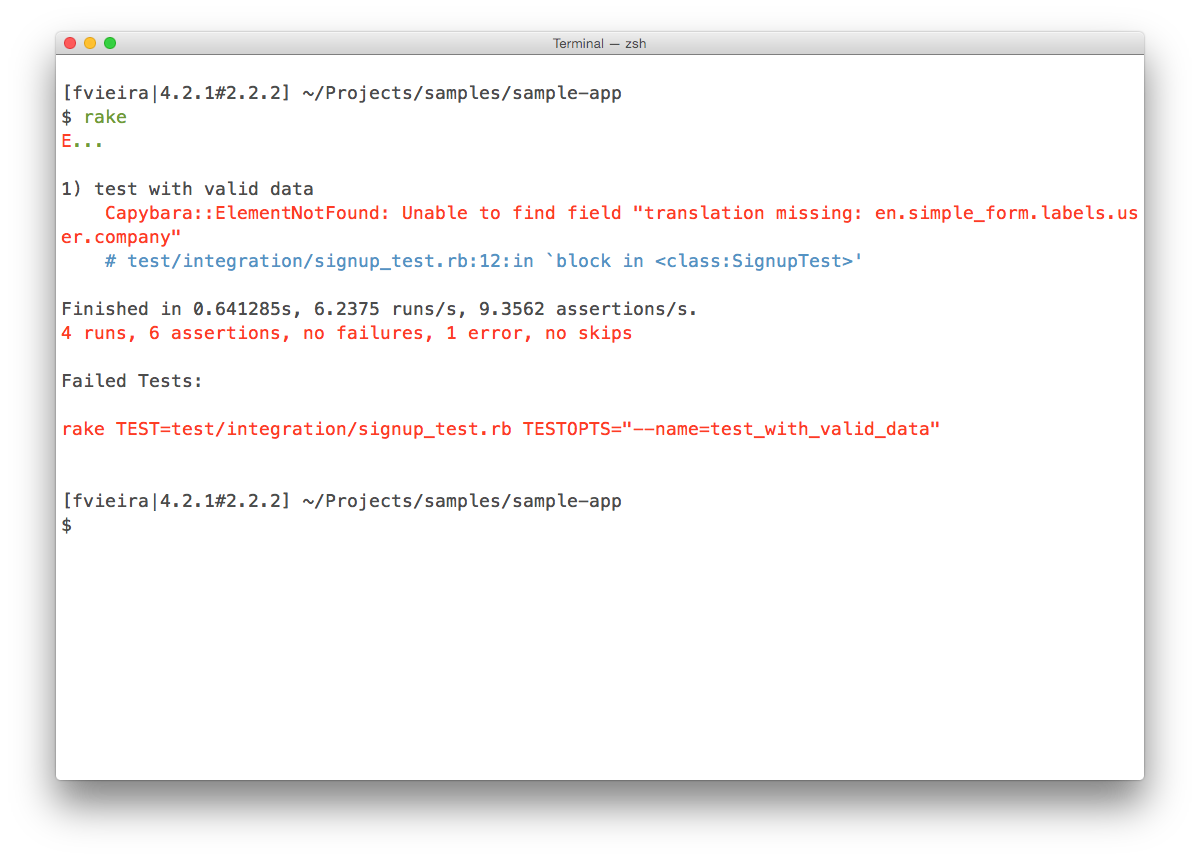 Terminal — zsh
[fvieira|4.2.1#2.2.2] ~/Projects/samples/sample-app
$ rake
E...
1) test with valid data
Capybara::ElementNotFound: Unable to find field "translation missing: en.simple_form.labels.us
er.company"
# test/integration/signup_test.rb:12:in `block in <class:SignupTest>'
Finished in 0.641285s, 6.2375 runs/s, 9.3562 assertions/s.
4 runs, 6 assertions, no failures, 1 error, no skips
Failed Tests:
rake TEST=test/integration/signup_test.rb TESTOPTS="--name=test_with_valid_data"
[fvieira|4.2.1#2.2.2] ~/Projects/samples/sample-app
$